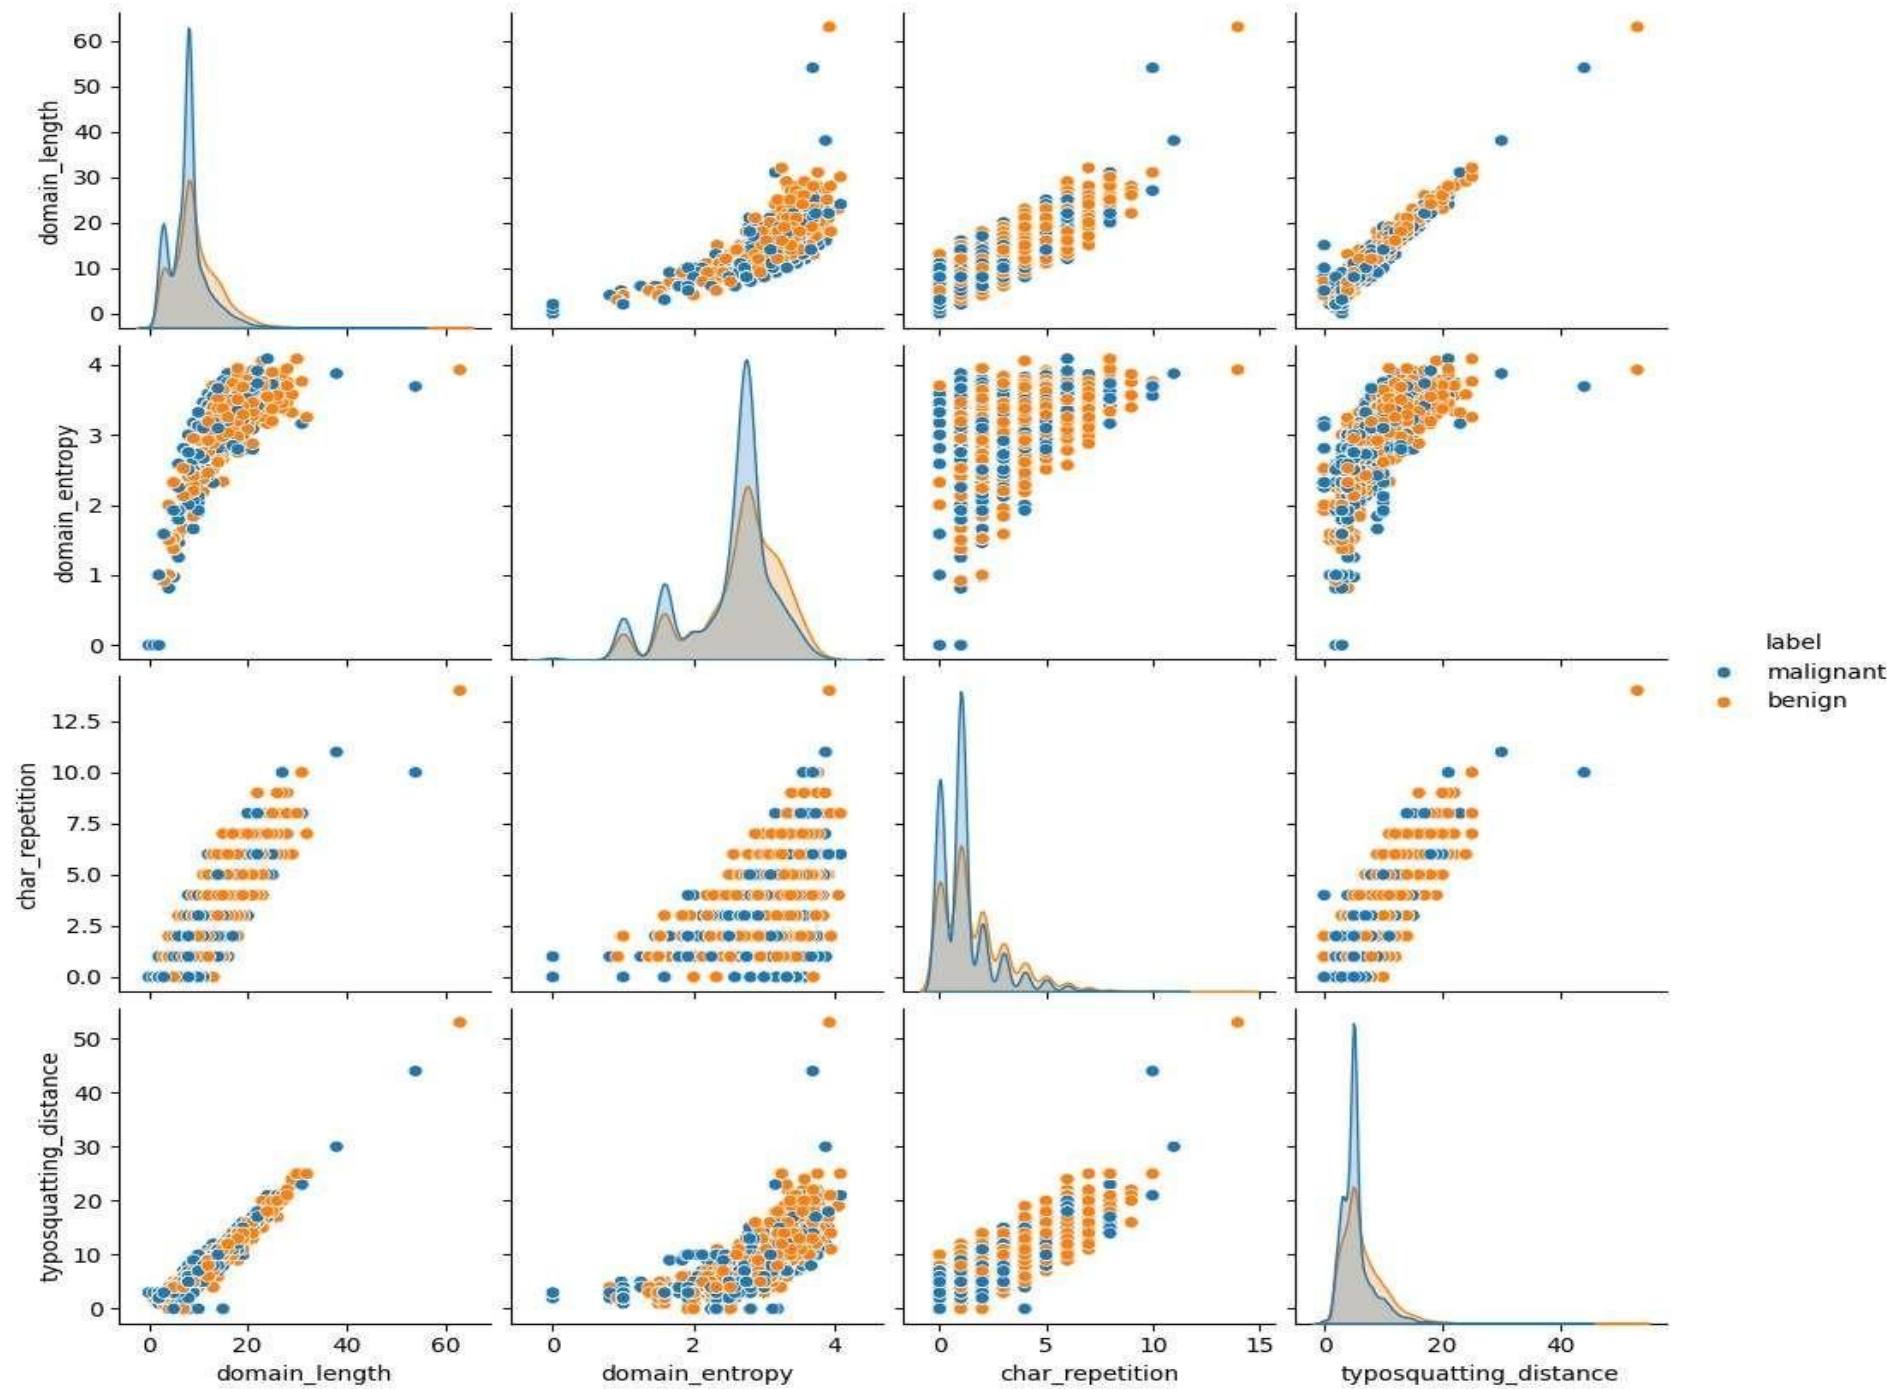 60
50
40
30
20
10
0
domain_length
4
3
2
1
0
domain_entropy
label
malignant
benign
12.5
10.0
7.5
5.0
2.5
0.0
char_repetition
50
40
30
20
10
0
typosquatting_distance
0 20 40 60
0 2 4
0 5 10 15
0 20 40
domain_length
domain_entropy
char_repetition
typosquatting_distance